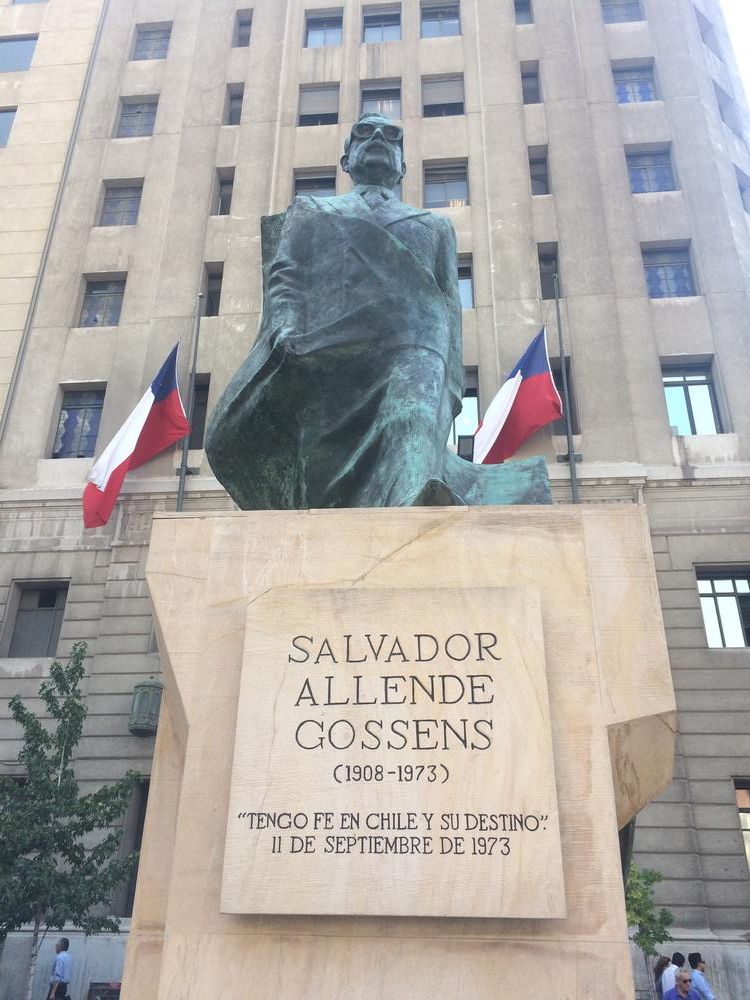 SALVADOR
ALLENDE
GOSSENS
(1908-1973)
“TENGO FE EN CHILE Y SU DESTINO”.
11 DE SEPTIEMBRE DE 1973